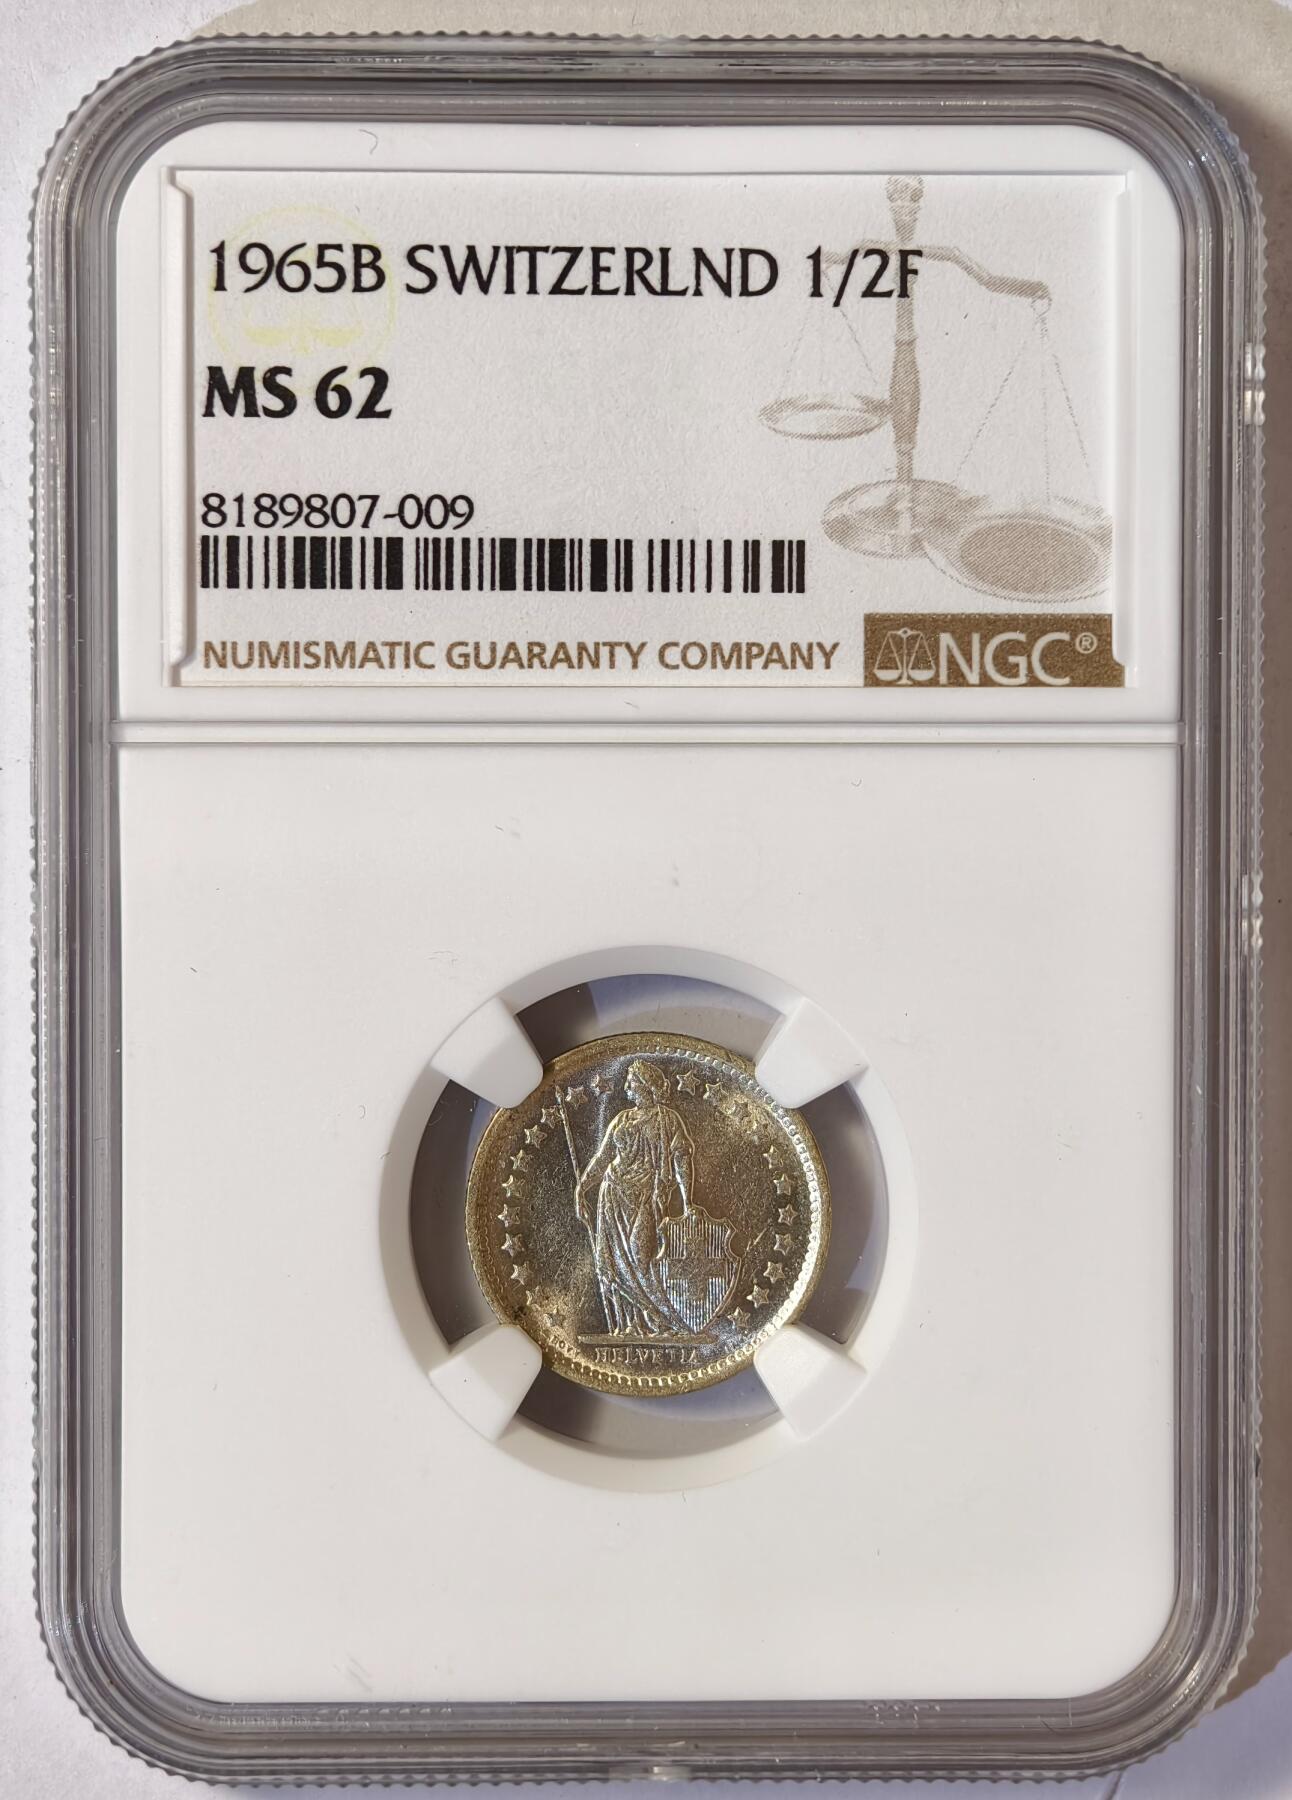 1965B SWITZERLND 1/2F
MS 62
8189807-009
NUMISMATIC GUARANTY COMPANY
NGC®
HELVETIA